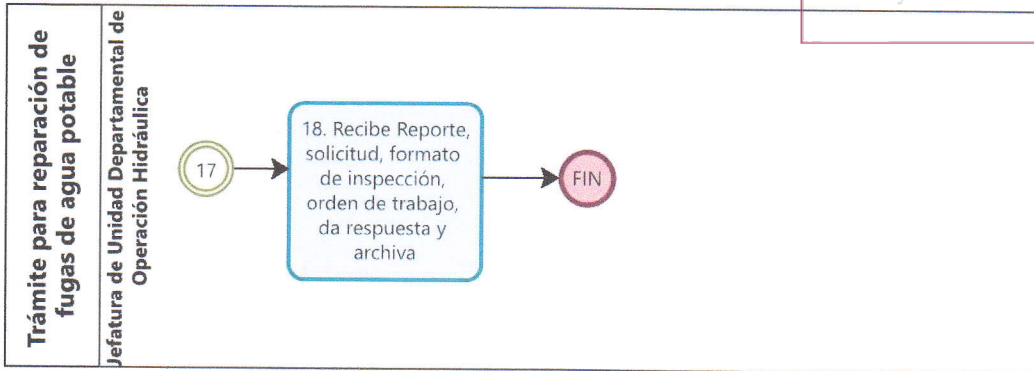 Trámite para reparación de
fugas de agua potable
Jefatura de Unidad Departamental de
Operación Hidráulica
17
18. Recibe Reporte,
solicitud, formato
de inspección,
orden de trabajo,
da respuesta y
archiva
FIN